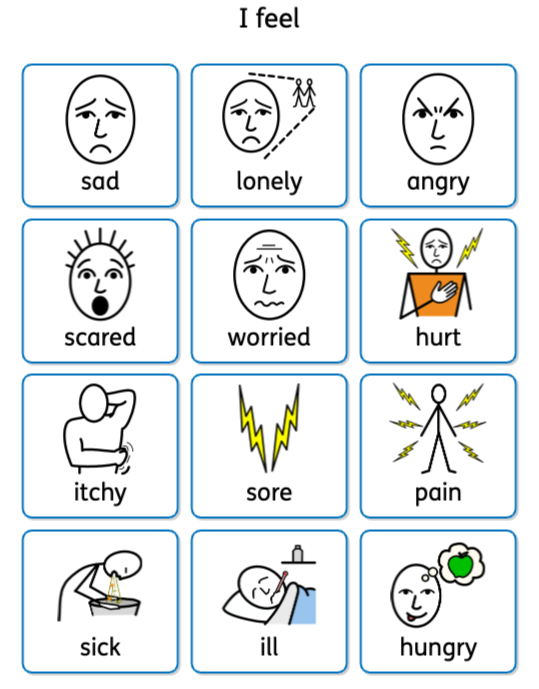 I feel
sad
lonely
angry
scared
worried
hurt
itchy
sore
pain
sick
ill
hungry